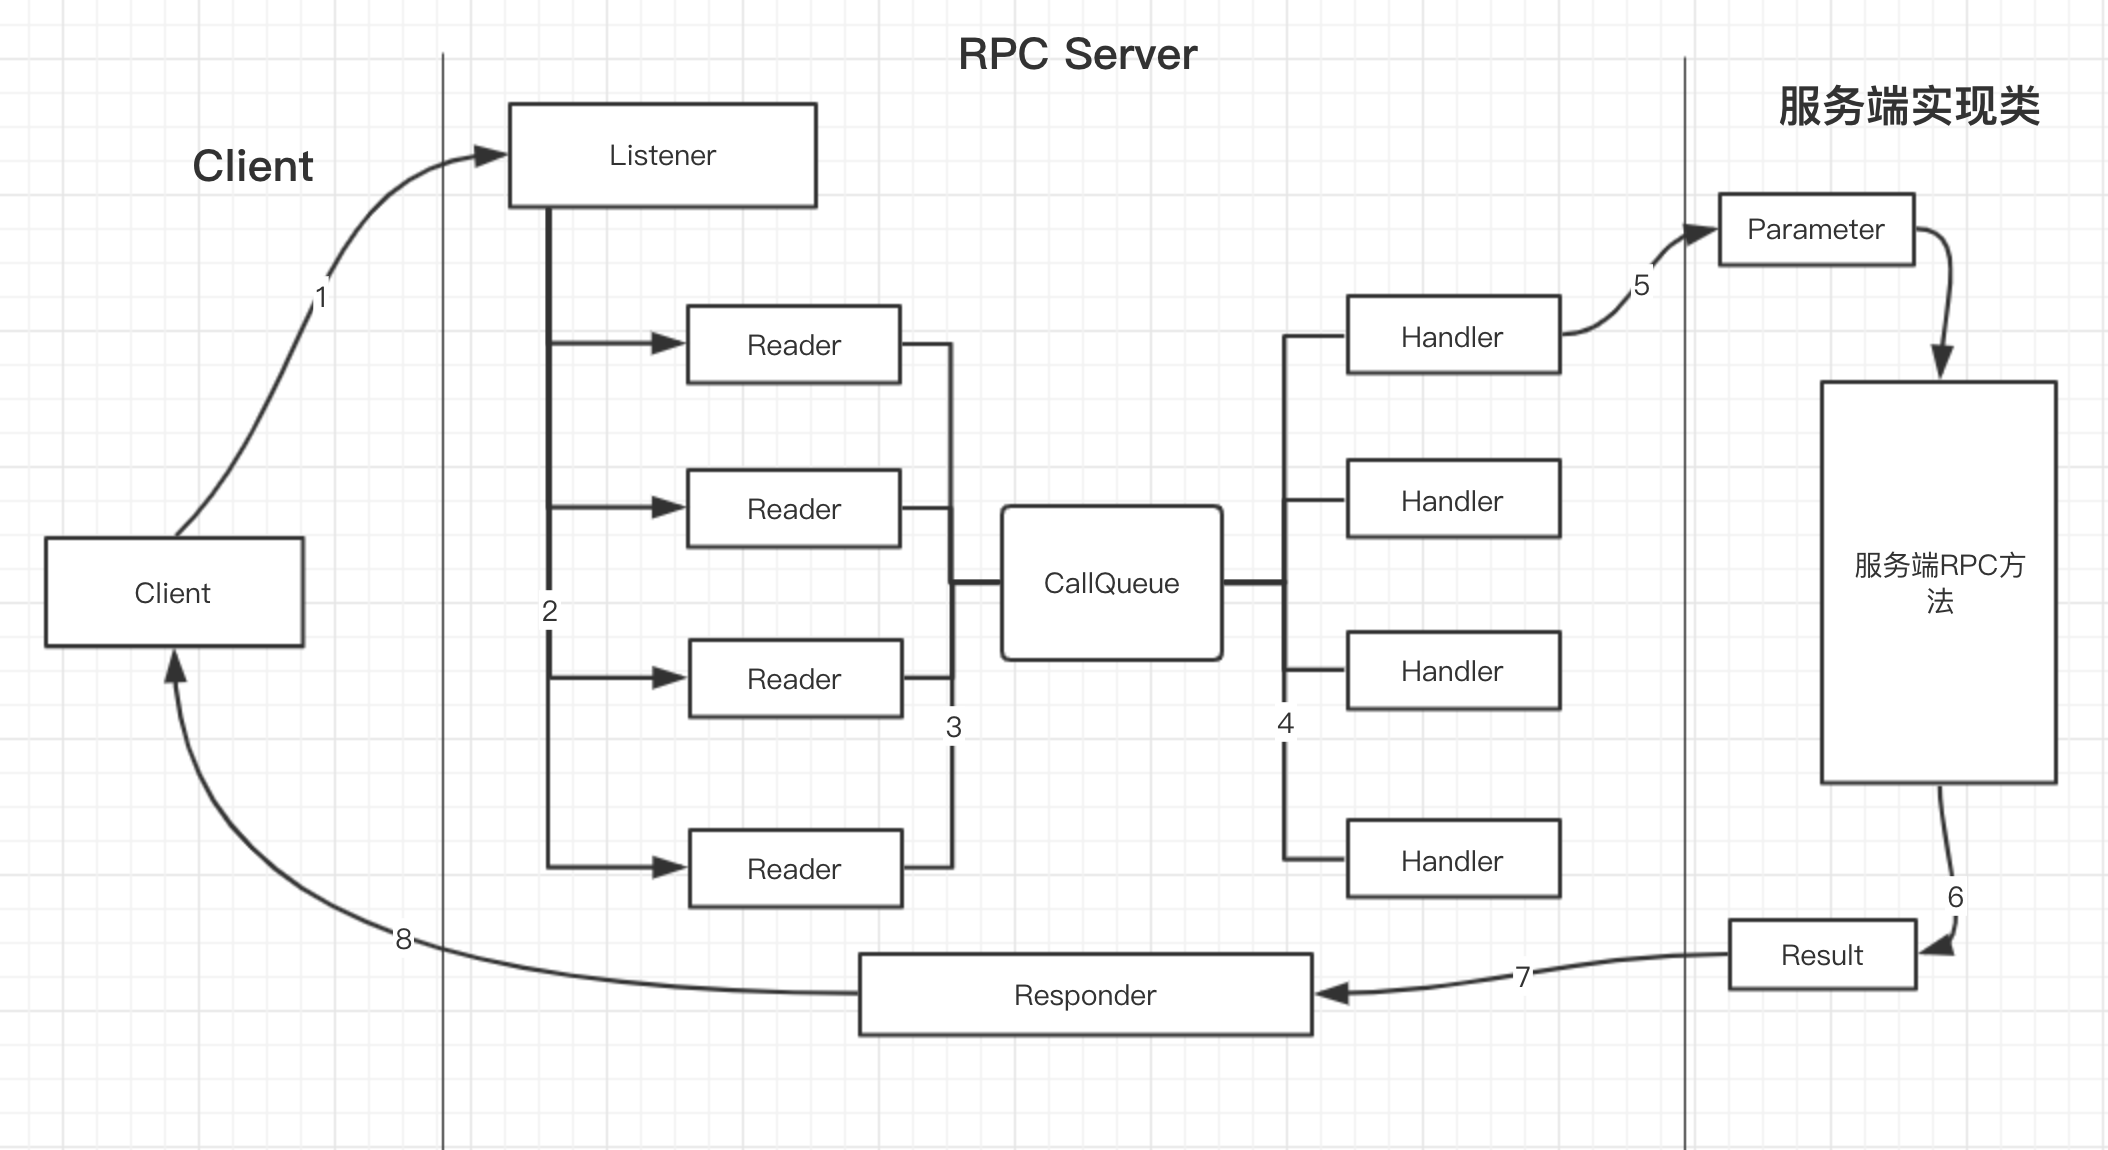 RPC Server
服务端实现类
Client
Listener
Parameter
1
5
Reader
Handler
Reader
Handler
Client
CallQueue
服务端RPC方
法
2
Reader
Handler
3
4
Reader
Handler
6
8
Result
7
Responder